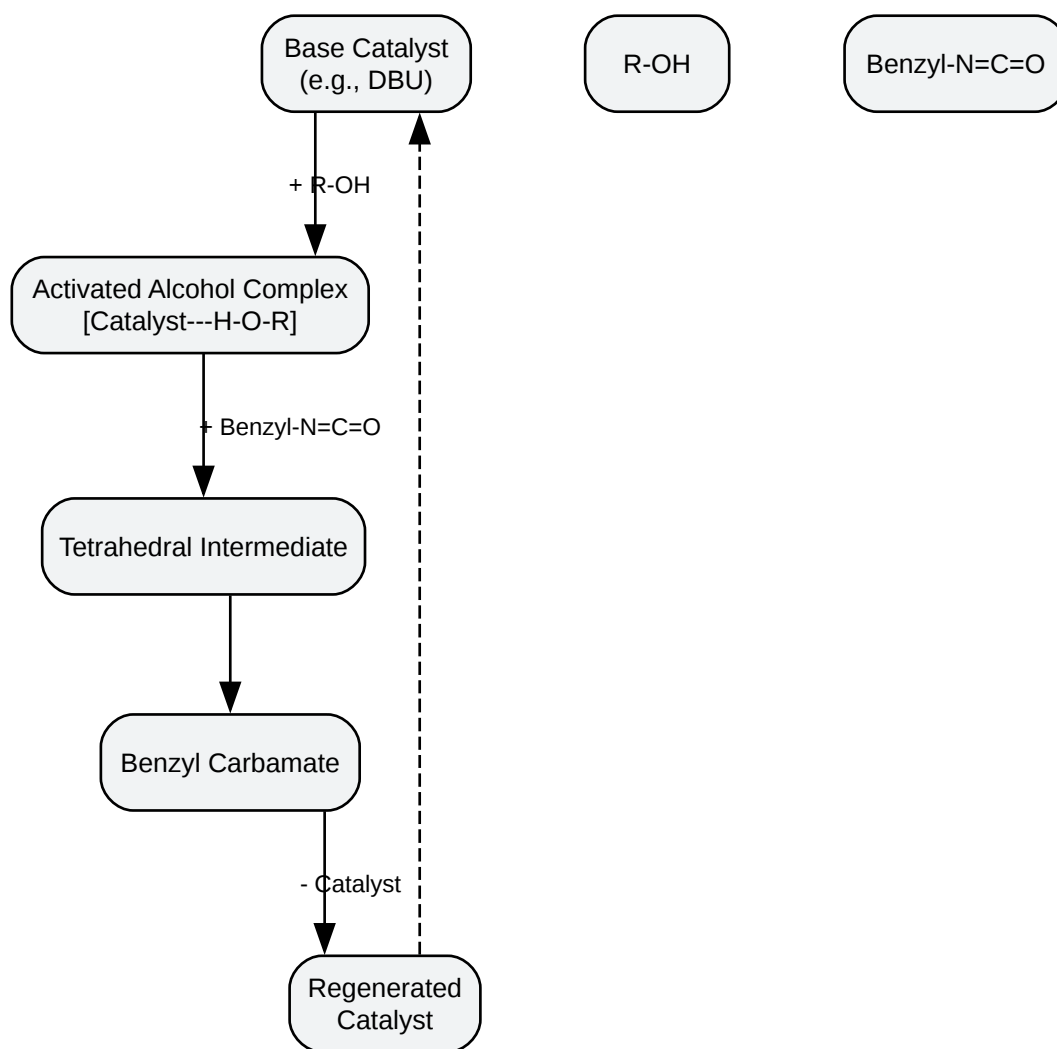 Base Catalyst
(e.g., DBU)
R-OH
Benzyl-N=C=O
+ R-OH
Activated Alcohol Complex
[Catalyst---H-O-R]
+ Benzyl-N=C=O
Tetrahedral Intermediate
Benzyl Carbamate
- Catalyst
Regenerated
Catalyst